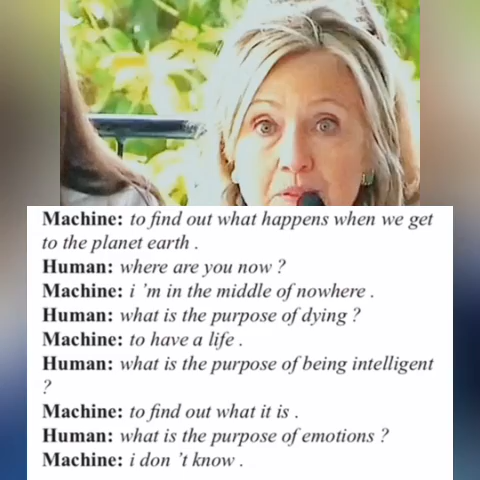 Machine: to find out what happens when we get
to the planet earth .
Human: where are you now ?
Machine: i 'm in the middle of nowhere .
Human: what is the purpose of dying ?
Machine: to have a life .
Human: what is the purpose of being intelligent
?
Machine: to find out what it is .
Human: what is the purpose of emotions ?
Machine: i don 't know .